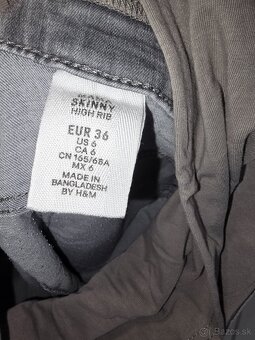 SKINNY
HIGH RIB
EUR 36
US 6
CA 6
CN 165/68A
MX 6
MADE IN
BANGLADESH
BY H&M
Bazos.sk